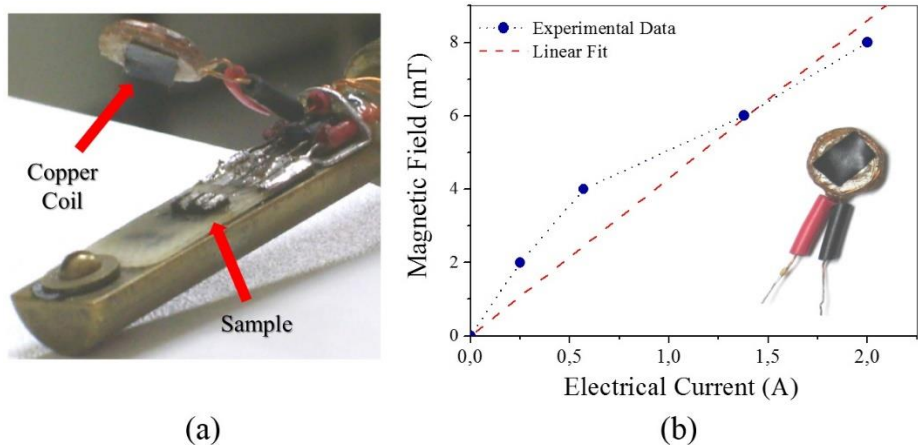 Copper
Coil
Sample
(a)
Experimental Data
Linear Fit
Magnetic Field (mT)
8
6
4
2
0
0,0
0,5
1,0
1,5
2,0
Electrical Current (A)
(b)